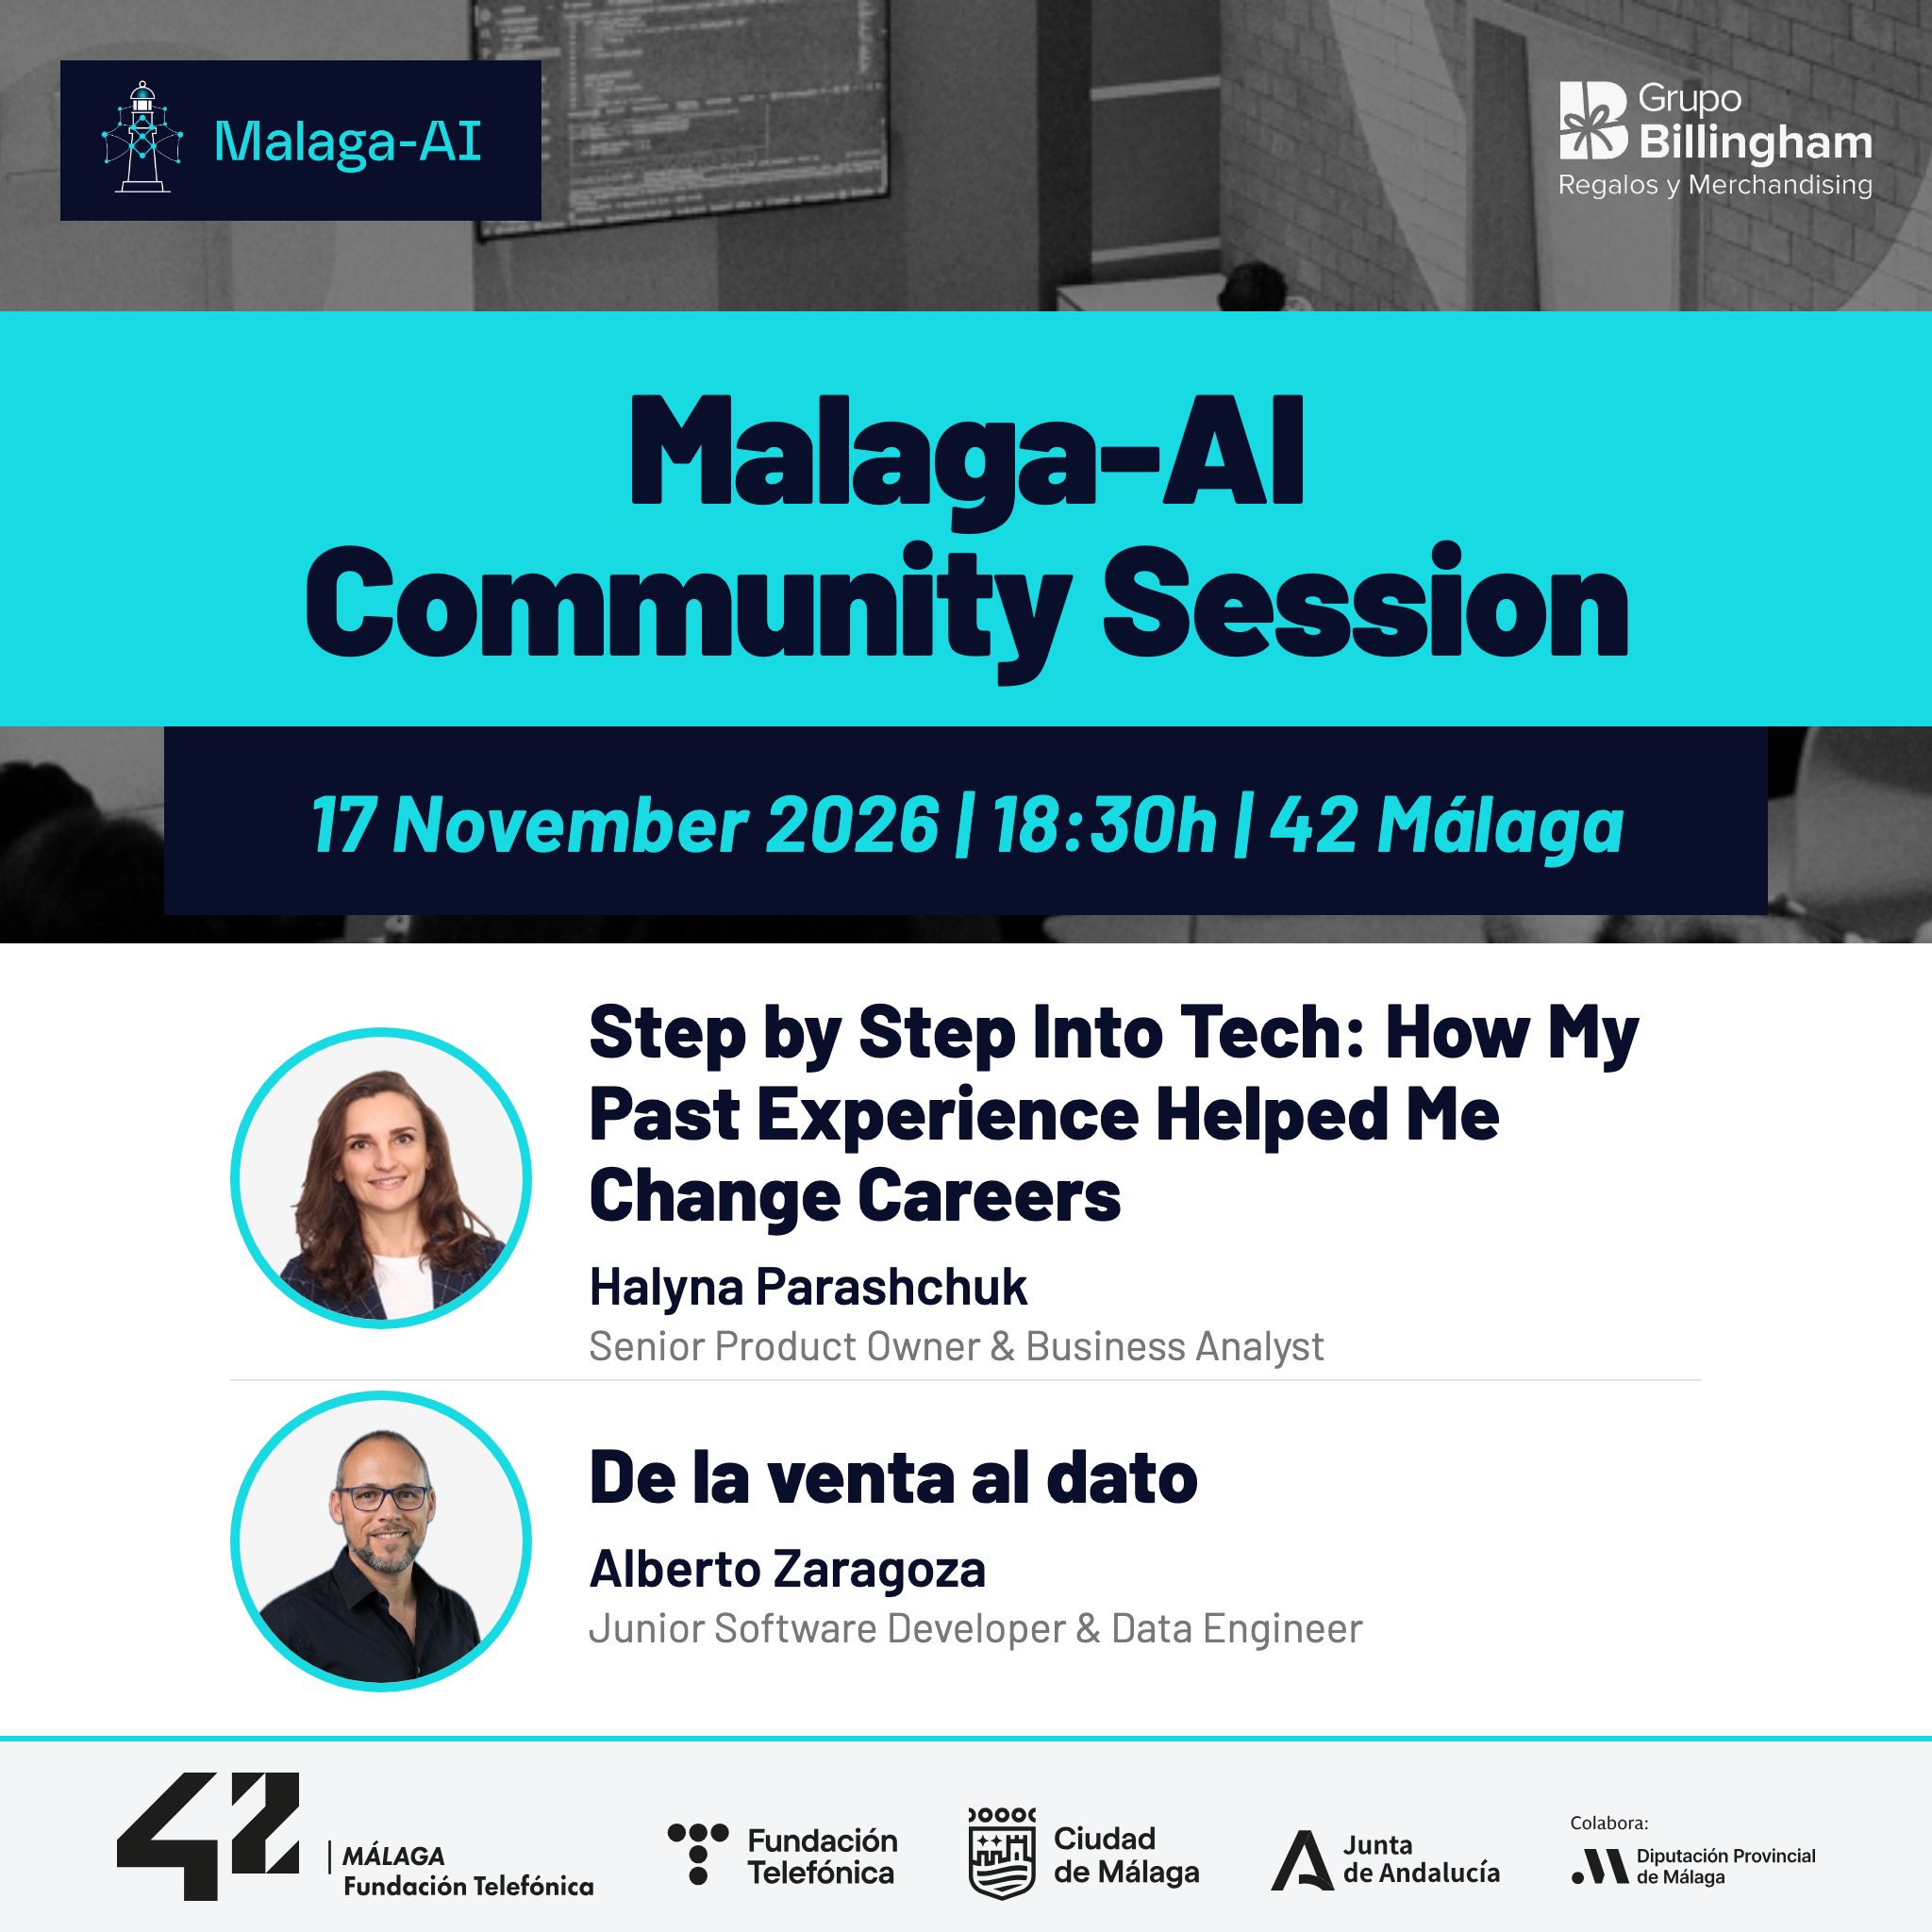 Malaga-AI
Grupo
Billingham
Regalos y Merchandising
Malaga-AI
Community Session
17 November 2026 | 18:30h | 42 Málaga
Step by Step Into Tech: How My
Past Experience Helped Me
Change Careers
Halyna Parashchuk
Senior Product Owner & Business Analyst
De la venta al dato
Alberto Zaragoza
Junior Software Developer & Data Engineer
42
MÁLAGA
Fundación Telefónica
Fundación
Telefónica
Ciudad
de Málaga
Junta
de Andalucía
Colabora:
Diputación Provincial
de Málaga